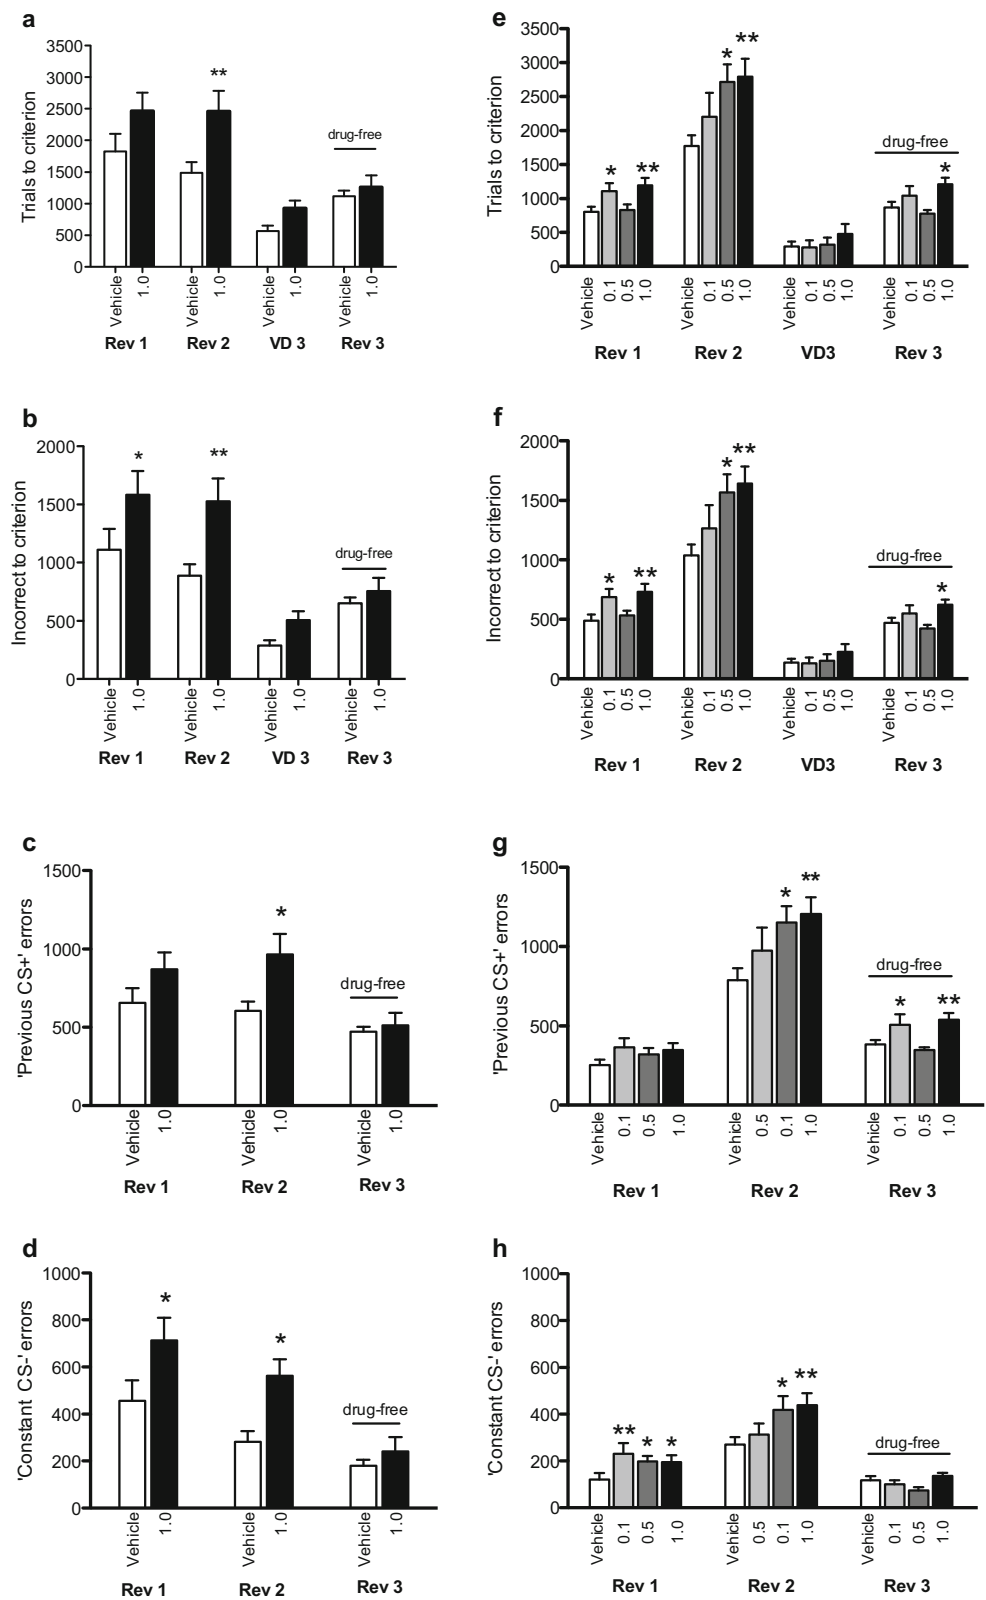 a
Trials to criterion
3500
3000
2500
2000
1500
1000
500
0
**
drug-free
Vehicle 1.0 Vehicle 1.0 Vehicle 1.0 Vehicle 1.0
Rev 1 Rev 2 VD 3 Rev 3
e
Trials to criterion
3500
3000
2500
2000
1500
1000
500
0
* ** * ** *
drug-free
Vehicle 0.1 0.5 1.0 Vehicle 0.1 0.5 1.0 Vehicle 0.1 0.5 1.0 Vehicle 0.1 0.5 1.0
Rev 1 Rev 2 VD3 Rev 3
b
Incorrect to criterion
2000
1500
1000
500
0
* **
drug-free
Vehicle 1.0 Vehicle 1.0 Vehicle 1.0 Vehicle 1.0
Rev 1 Rev 2 VD 3 Rev 3
f
Incorrect to criterion
2000
1500
1000
500
0
* ** * ** *
drug-free
Vehicle 0.1 0.5 1.0 Vehicle 0.1 0.5 1.0 Vehicle 0.1 0.5 1.0 Vehicle 0.1 0.5 1.0
Rev 1 Rev 2 VD3 Rev 3
c
'Previous CS+' errors
1500
1000
500
0
*
drug-free
Vehicle 1.0 Vehicle 1.0 Vehicle 1.0
Rev 1 Rev 2 Rev 3
g
'Previous CS+' errors
1500
1000
500
0
* ** * **
drug-free
Vehicle 0.1 0.5 1.0 Vehicle 0.5 0.1 1.0 Vehicle 0.1 0.5 1.0
Rev 1 Rev 2 Rev 3
d
'Constant CS-' errors
1000
800
600
400
200
0
* *
drug-free
Vehicle 1.0 Vehicle 1.0 Vehicle 1.0
Rev 1 Rev 2 Rev 3
h
'Constant CS-' errors
1000
800
600
400
200
0
** * * * **
drug-free
Vehicle 0.1 0.5 1.0 Vehicle 0.5 0.1 1.0 Vehicle 0.1 0.5 1.0
Rev 1 Rev 2 Rev 3